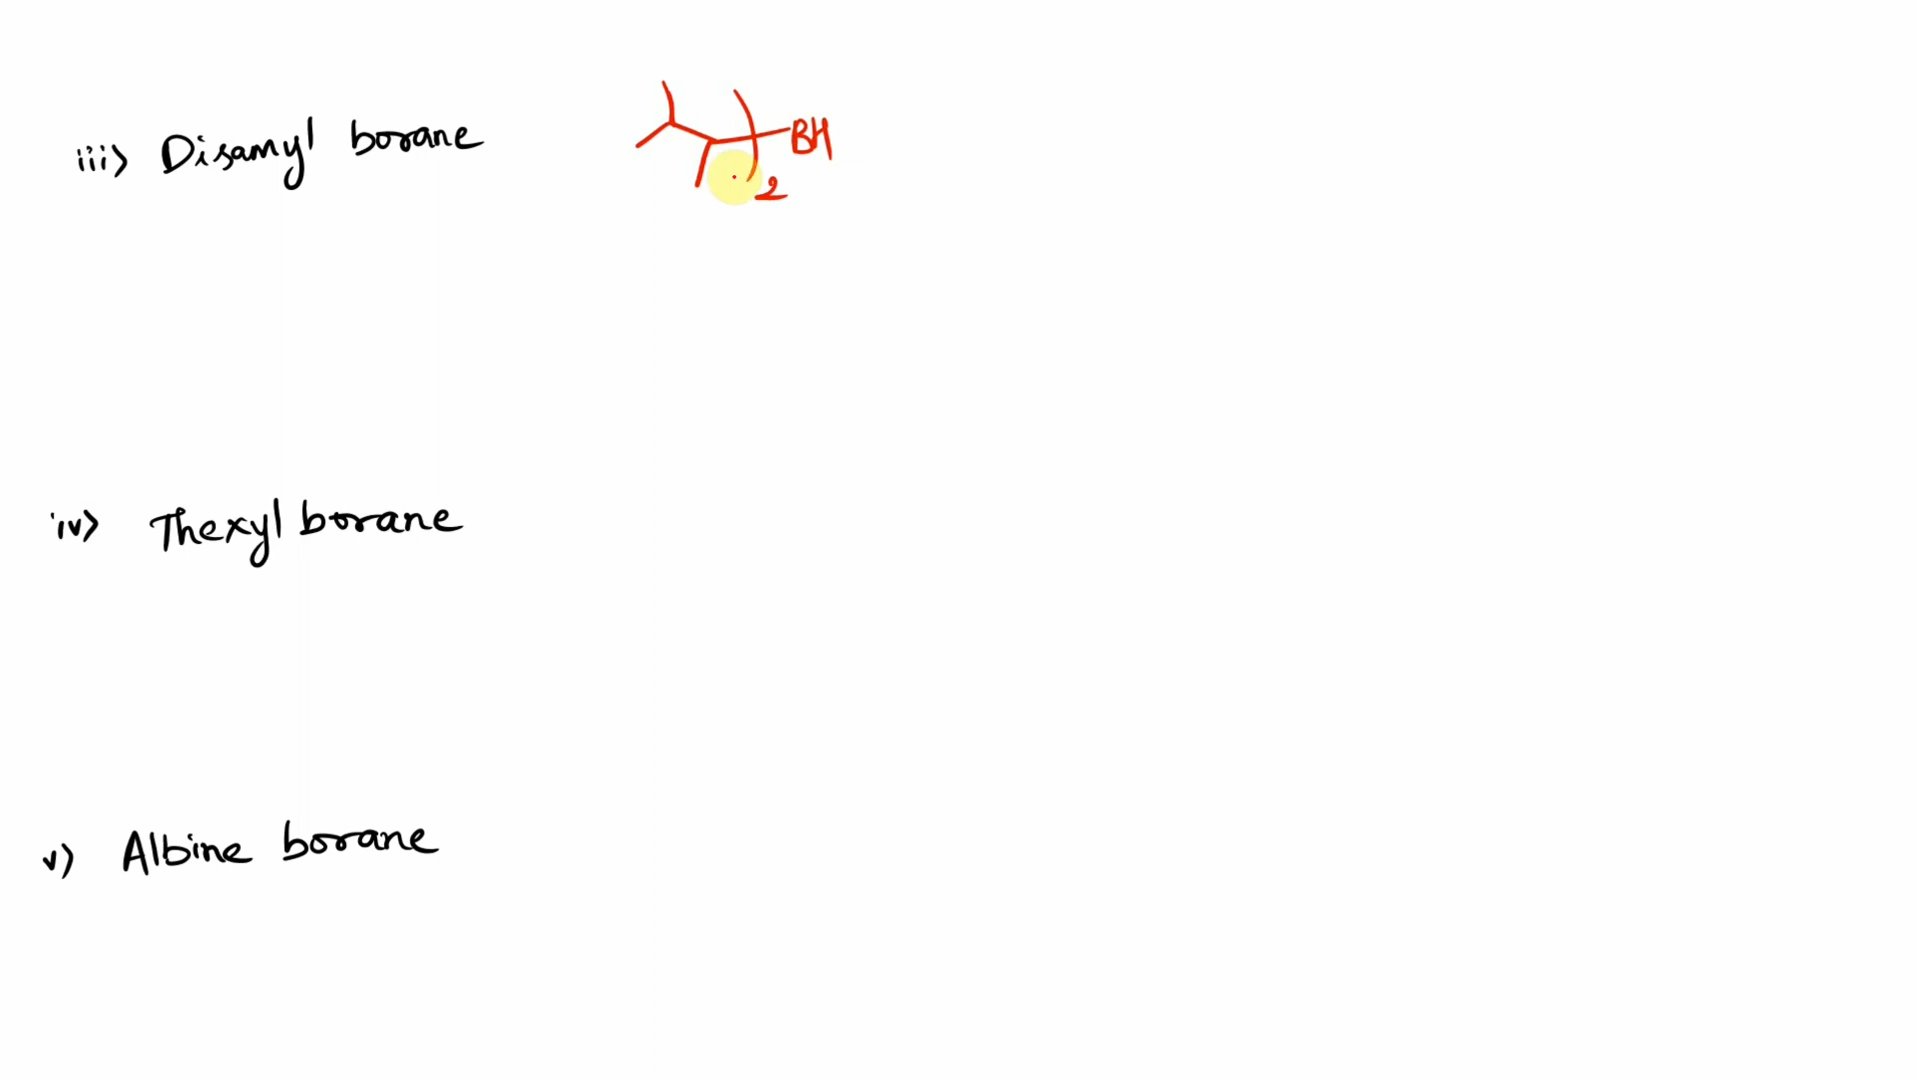 iii) Disamyl borane
BH
2
iv) Thexyl borane
v) Albine borane